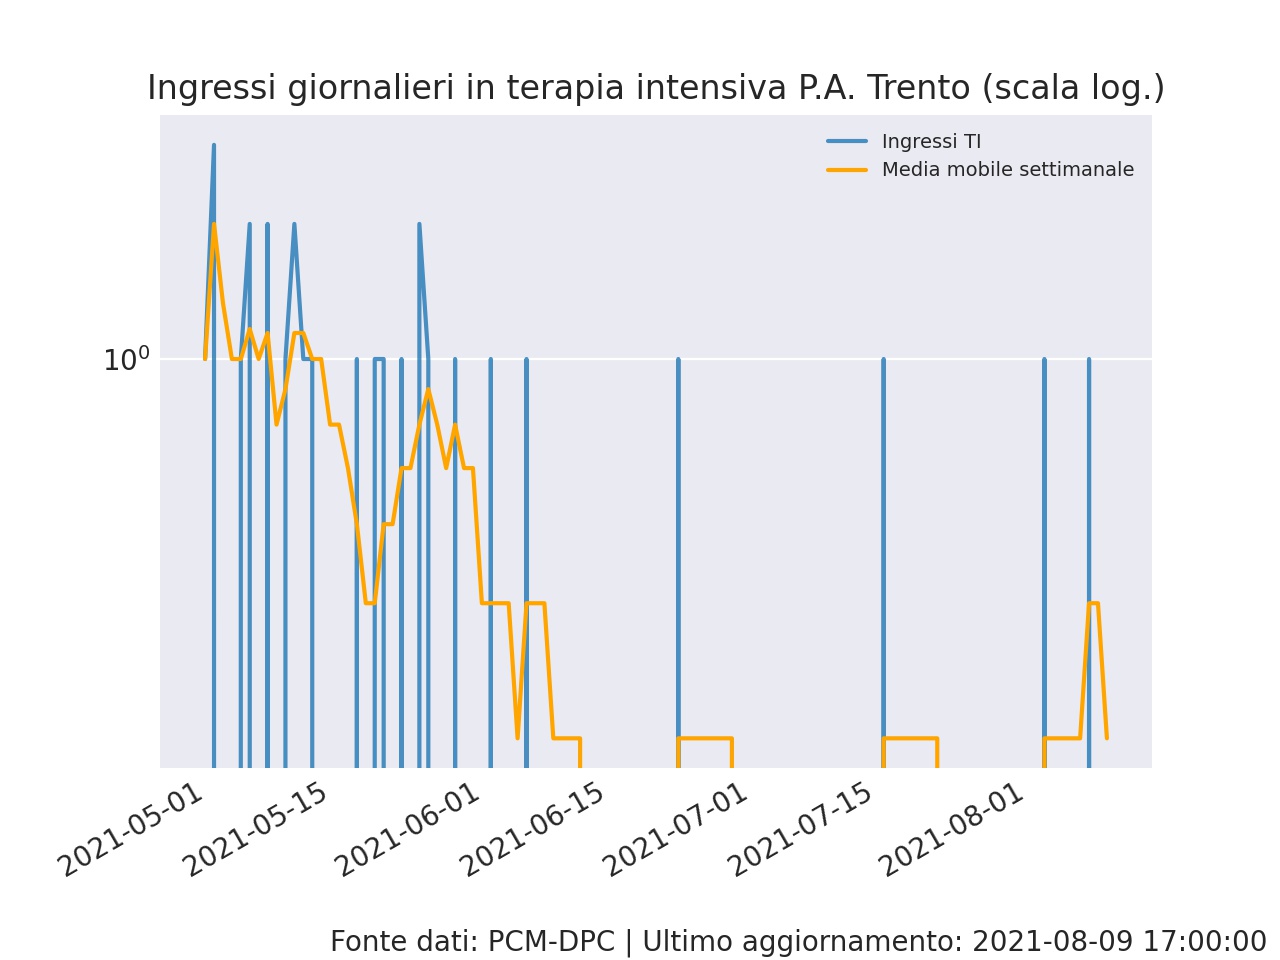 Ingressi giornalieri in terapia intensiva P.A. Trento (scala log.)
Ingressi TI
Media mobile settimanale
10⁰
2021-05-01
2021-05-15
2021-06-01
2021-06-15
2021-07-01
2021-07-15
2021-08-01
Fonte dati: PCM-DPC | Ultimo aggiornamento: 2021-08-09 17:00:00